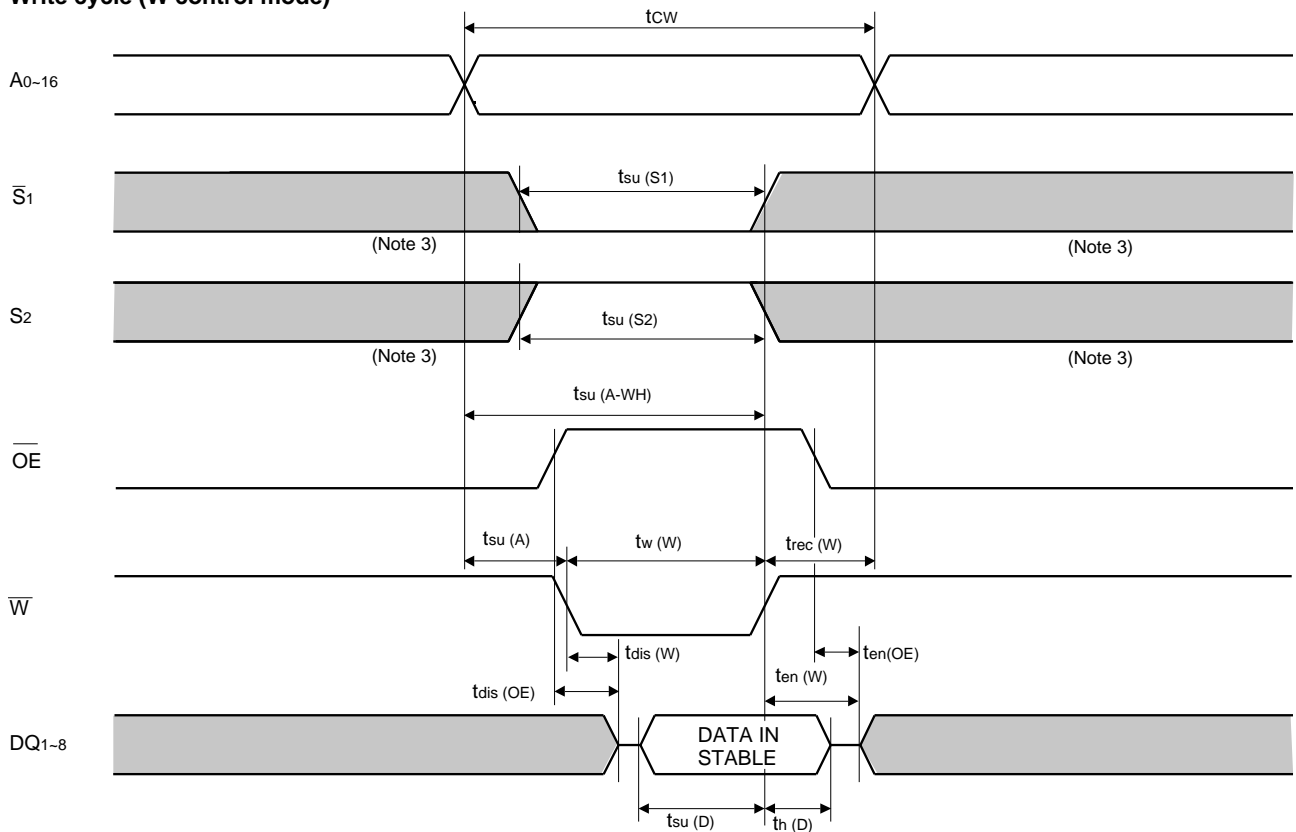 Write cycle (W control mode)
tCW
A0~16
tsu (S1)
S̅1
(Note 3) (Note 3)
S2
tsu (S2)
(Note 3) (Note 3)
tsu (A-WH)
O̅E̅
tsu (A) tw (W) trec (W)
W̅
tdis (W) ten(OE)
ten (W)
tdis (OE)
DQ1~8
DATA IN
STABLE
tsu (D) th (D)